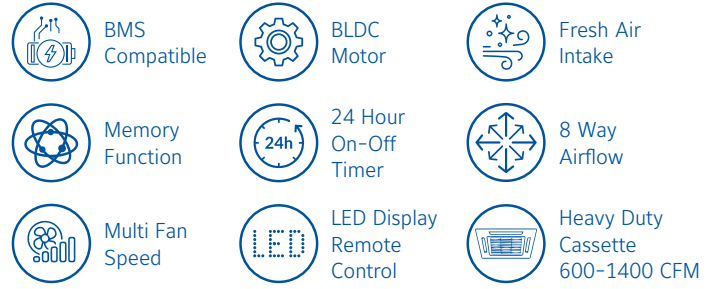 BMS
Compatible
BLDC
Motor
Fresh Air
Intake
Memory
Function
24h
24 Hour
On-Off
Timer
8 Way
Airflow
Multi Fan
Speed
LED
LED Display
Remote
Control
Heavy Duty
Cassette
600-1400 CFM